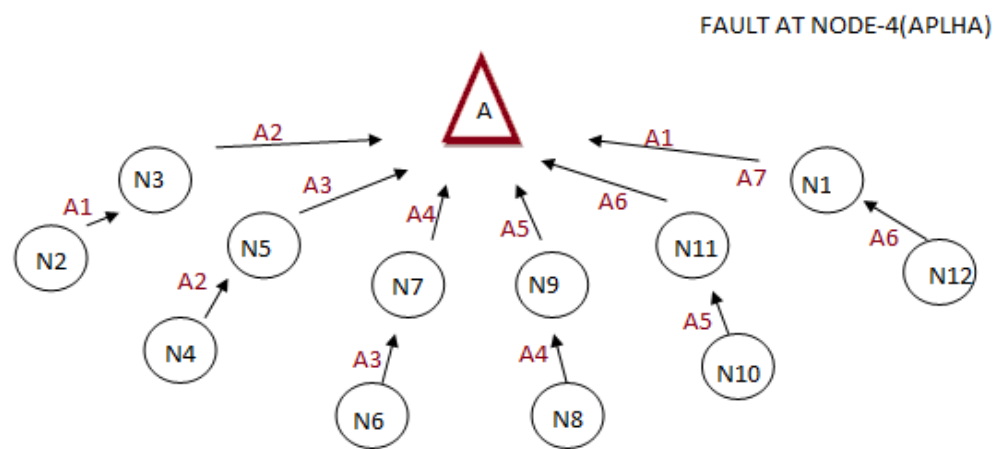 FAULT AT NODE-4(APLHA)
A
A2
A1
N3
A3
A7
N1
A1
A4
A6
N2
N5
A5
N11
A6
A2
N7
N9
N12
N4
A3
A4
A5
N10
N6
N8